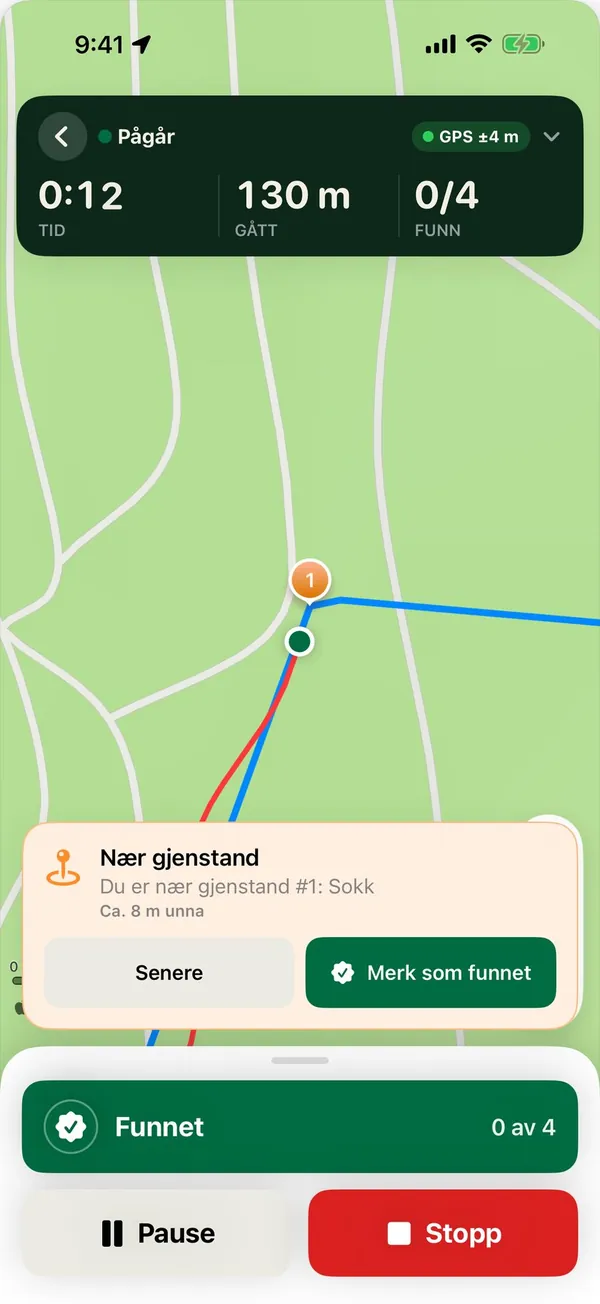 9:41
Pågår
GPS ±4 m
0:12
130 m
0/4
TID
GÅTT
FUNN
1
Nær gjenstand
Du er nær gjenstand #1: Sokk
Ca. 8 m unna
0
Senere
Merk som funnet
Funnet
0 av 4
Pause
Stopp